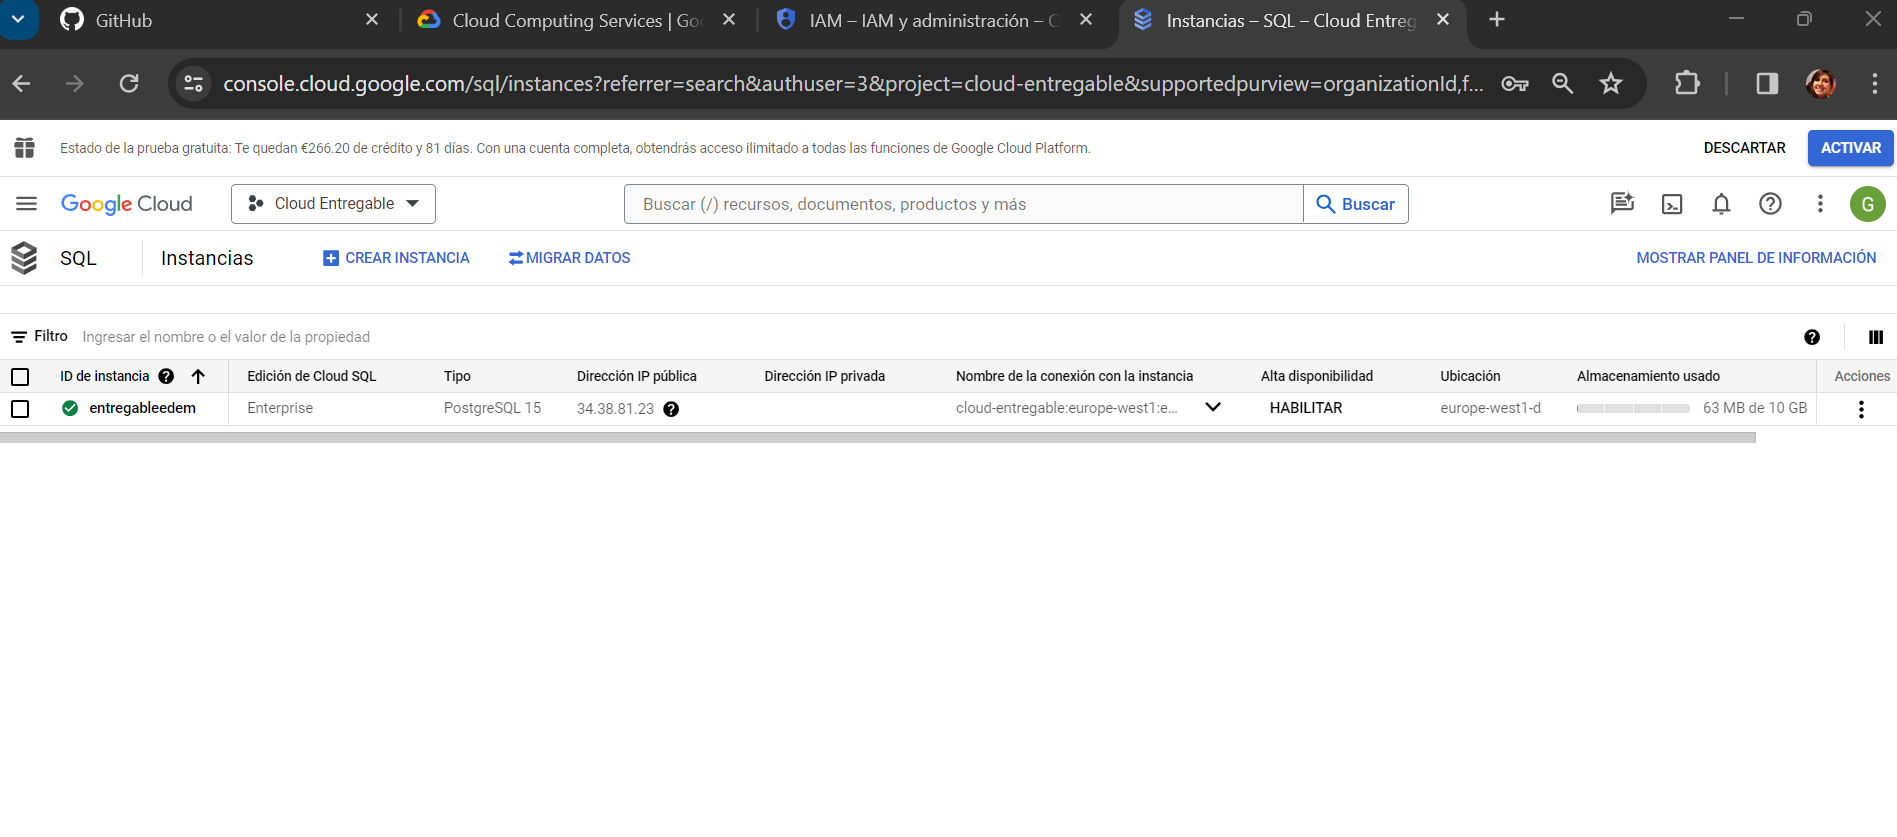 GitHub
Cloud Computing Services | Goo
IAM – IAM y administración – C
Instancias – SQL – Cloud Entreg
console.cloud.google.com/sql/instances?referrer=search&authuser=3&project=cloud-entregable&supportedpurview=organizationId,f...
Estado de la prueba gratuita: Te quedan €266.20 de crédito y 81 días. Con una cuenta completa, obtendrás acceso ilimitado a todas las funciones de Google Cloud Platform.
DESCARTAR
ACTIVAR
Google Cloud
Cloud Entregable
Buscar (/) recursos, documentos, productos y más
Buscar
G
SQL
Instancias
CREAR INSTANCIA
MIGRAR DATOS
MOSTRAR PANEL DE INFORMACIÓN
Filtro Ingresar el nombre o el valor de la propiedad
ID de instancia Edición de Cloud SQL Tipo Dirección IP pública Dirección IP privada Nombre de la conexión con la instancia Alta disponibilidad Ubicación Almacenamiento usado Acciones
entregableedem Enterprise PostgreSQL 15 34.38.81.23 cloud-entregable:europe-west1:e... HABILITAR europe-west1-d 63 MB de 10 GB